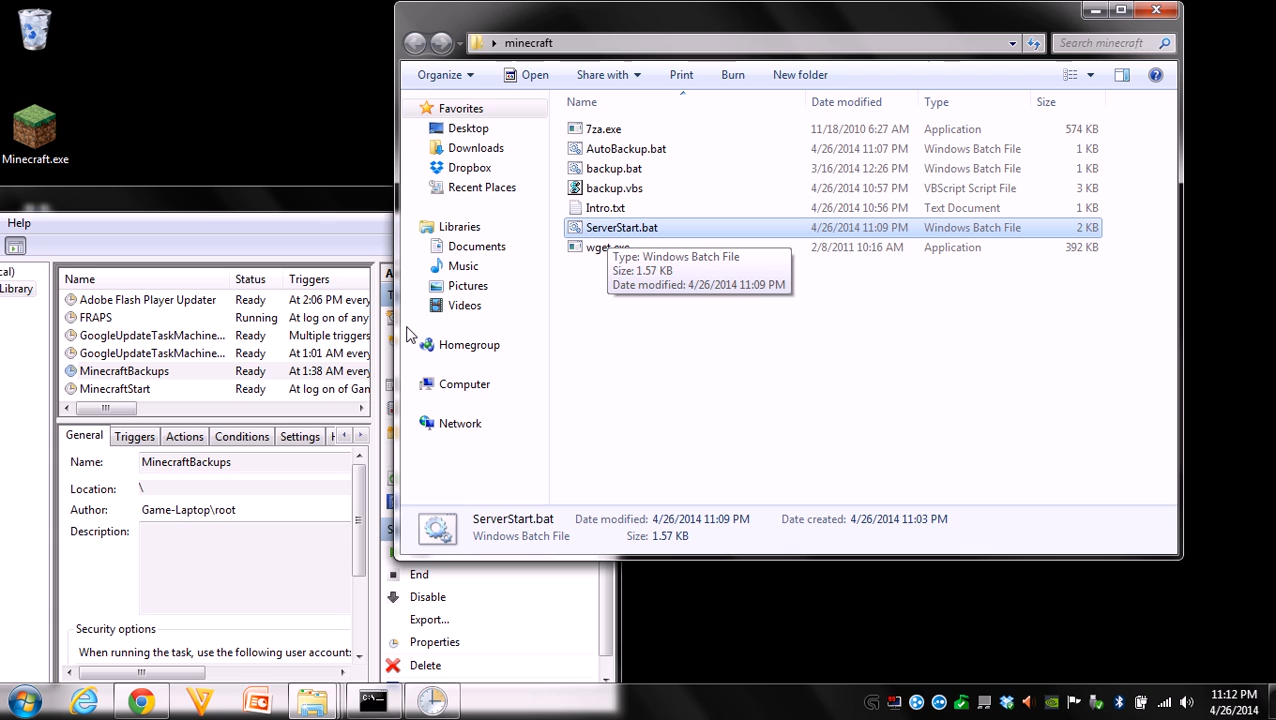 minecraft
Search minecraft
Organize
Open
Share with
Print
Burn
New folder
Favorites
Desktop
Downloads
Dropbox
Recent Places
Libraries
Documents
Music
Pictures
Videos
Homegroup
Computer
Network
Name Date modified Type Size
7za.exe 11/18/2010 6:27 AM Application 574 KB
AutoBackup.bat 4/26/2014 11:07 PM Windows Batch File 1 KB
backup.bat 3/16/2014 12:26 PM Windows Batch File 1 KB
backup.vbs 4/26/2014 10:57 PM VBScript Script File 3 KB
Intro.txt 4/26/2014 10:56 PM Text Document 1 KB
ServerStart.bat 4/26/2014 11:09 PM Windows Batch File 2 KB
wget.exe 2/8/2011 10:16 AM Application 392 KB
Type: Windows Batch File
Size: 1.57 KB
Date modified: 4/26/2014 11:09 PM
ServerStart.bat Date modified: 4/26/2014 11:09 PM Date created: 4/26/2014 11:03 PM
Windows Batch File Size: 1.57 KB
Minecraft.exe
Help
cal)
Library
Name Status Triggers
Adobe Flash Player Updater Ready At 2:06 PM every
FRAPS Running At log on of any
GoogleUpdateTaskMachine... Ready Multiple triggers
GoogleUpdateTaskMachine... Ready At 1:01 AM every
MinecraftBackups Ready At 1:38 AM every
MinecraftStart Ready At log on of Gam
General Triggers Actions Conditions Settings
Name: MinecraftBackups
Location: \
Author: Game-Laptop\root
Description:
Security options
When running the task, use the following user account:
End
Disable
Export...
Properties
Delete
11:12 PM
4/26/2014